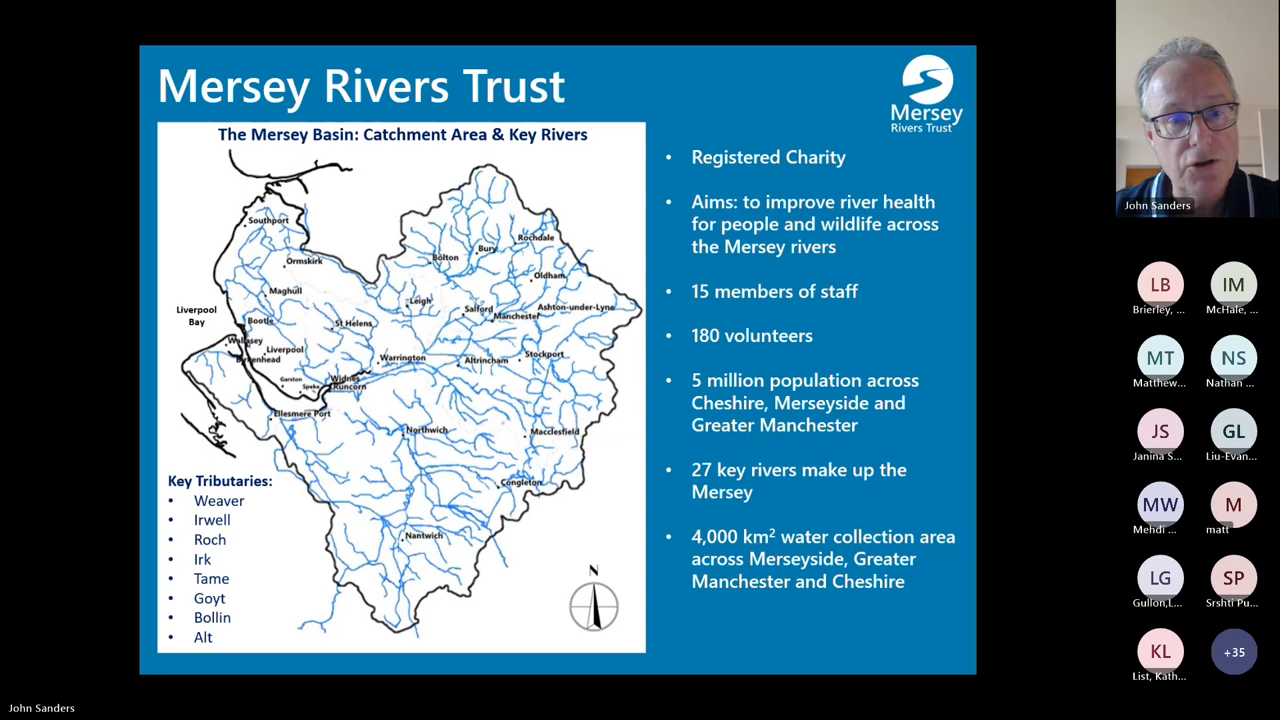 Mersey Rivers Trust
Mersey
Rivers Trust
The Mersey Basin: Catchment Area & Key Rivers
Southport
Ormskirk
Maghull
Liverpool
Bay
Bootle
Wallasey
Liverpool
Birkenhead
Garston
Speke
St Helens
Widnes
Runcorn
Ellesmere Port
Warrington
Leigh
Bolton
Bury
Rochdale
Oldham
Salford
Manchester
Ashton-under-Lyne
Altrincham
Stockport
Northwich
Macclesfield
Congleton
Nantwich
N
Key Tributaries:
• Weaver
• Irwell
• Roch
• Irk
• Tame
• Goyt
• Bollin
• Alt
• Registered Charity
• Aims: to improve river health
for people and wildlife across
the Mersey rivers
• 15 members of staff
• 180 volunteers
• 5 million population across
Cheshire, Merseyside and
Greater Manchester
• 27 key rivers make up the
Mersey
• 4,000 km² water collection area
across Merseyside, Greater
Manchester and Cheshire
John Sanders
LB
Brierley, ...
IM
McHale, ...
MT
Matthew...
NS
Nathan ...
JS
Janina S...
GL
Liu-Evan...
MW
Mehdi ...
M
matt
LG
Gullon,L...
SP
Srshti Pu...
KL
List, Kath...
+35
John Sanders